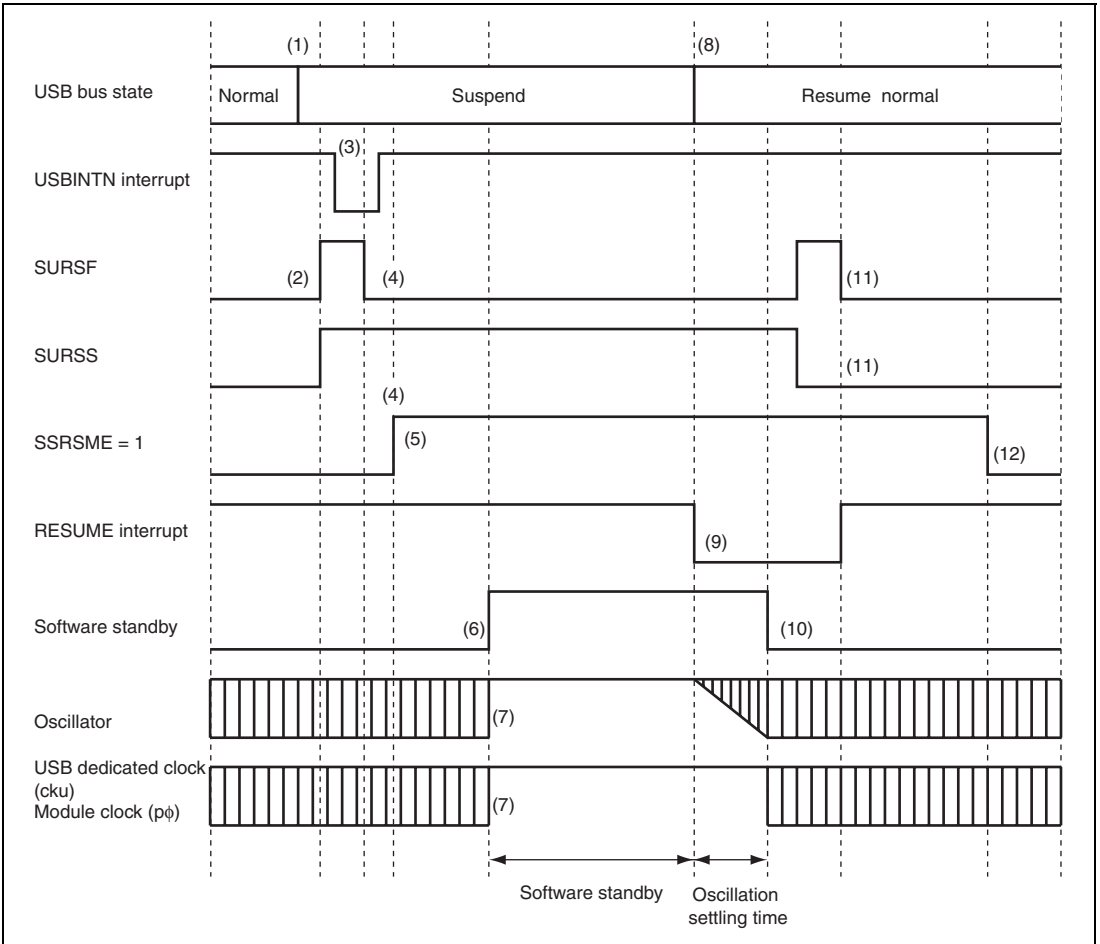 (1)
(8)
USB bus state
Normal
Suspend
Resume normal
(3)
USBINTN interrupt
SURSF
(2)
(4)
(11)
SURSS
(11)
(4)
SSRSME = 1
(5)
(12)
RESUME interrupt
(9)
Software standby
(6)
(10)
Oscillator
(7)
USB dedicated clock
(cku)
Module clock (pϕ)
(7)
Software standby
Oscillation
settling time